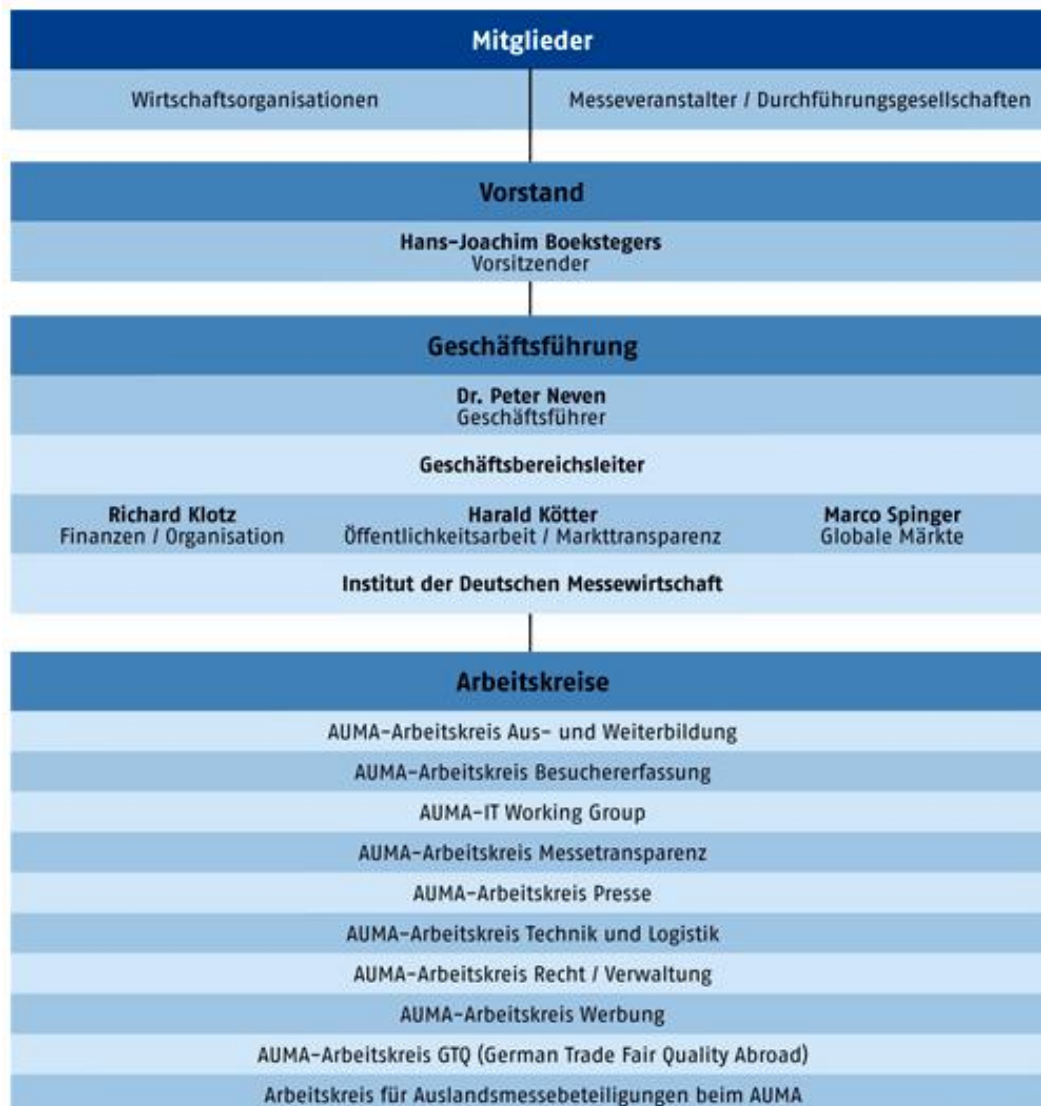 Mitglieder
Wirtschaftsorganisationen
Messeveranstalter / Durchführungsgesellschaften
Vorstand
Hans-Joachim Boekstegers
Vorsitzender
Geschäftsführung
Dr. Peter Neven
Geschäftsführer
Geschäftsbereichsleiter
Richard Klotz
Finanzen / Organisation
Harald Kötter
Öffentlichkeitsarbeit / Markttransparenz
Marco Spinger
Globale Märkte
Institut der Deutschen Messewirtschaft
Arbeitskreise
AUMA-Arbeitskreis Aus- und Weiterbildung
AUMA-Arbeitskreis Besuchererfassung
AUMA-IT Working Group
AUMA-Arbeitskreis Messetransparenz
AUMA-Arbeitskreis Presse
AUMA-Arbeitskreis Technik und Logistik
AUMA-Arbeitskreis Recht / Verwaltung
AUMA-Arbeitskreis Werbung
AUMA-Arbeitskreis GTQ (German Trade Fair Quality Abroad)
Arbeitskreis für Auslandsmessebeteiligungen beim AUMA